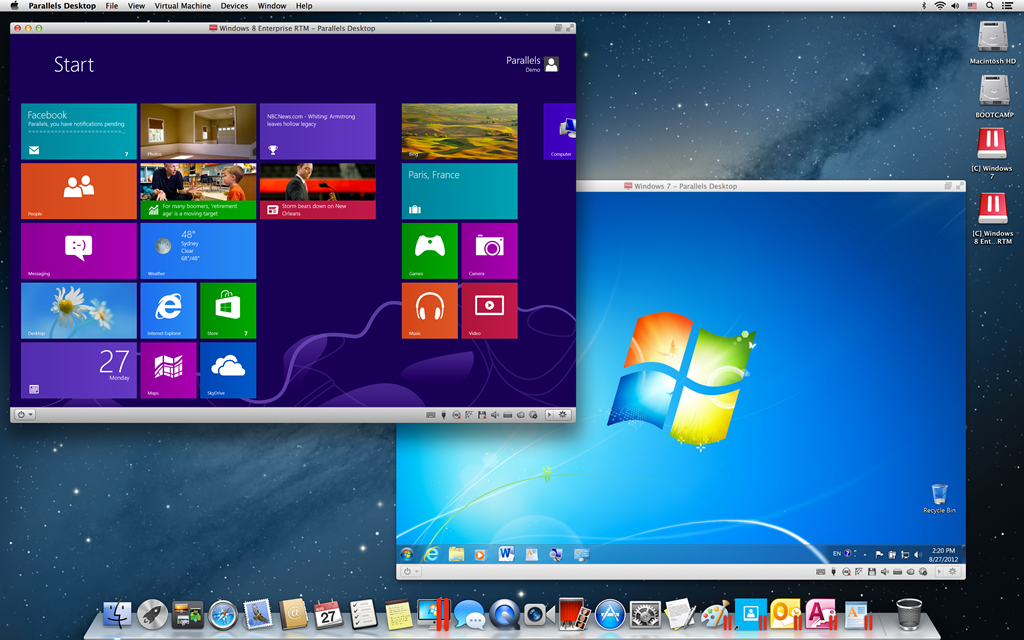 Parallels Desktop File View Virtual Machine Devices Window Help
Windows 8 Enterprise RTM - Parallels Desktop
Start
Parallels
Demo
Facebook
Parallels, you have notifications pending
7
Photos
NBCNews.com - Whiting: Armstrong
leaves hollow legacy
Bing
Computer
People
For many boomers, 'retirement
age' is a moving target
Storm bears down on New
Orleans
Paris, France
Messaging
48°
Sydney
Clear
68°/48°
Weather
Games
Camera
Desktop
Internet Explorer
Store
7
Music
Video
27
Monday
Maps
SkyDrive
Windows 7 - Parallels Desktop
Recycle Bin
EN
2:20 PM
8/27/2012
Macintosh HD
BOOTCAMP
[C] Windows
7
[C] Windows
8 Ent...RTM
27